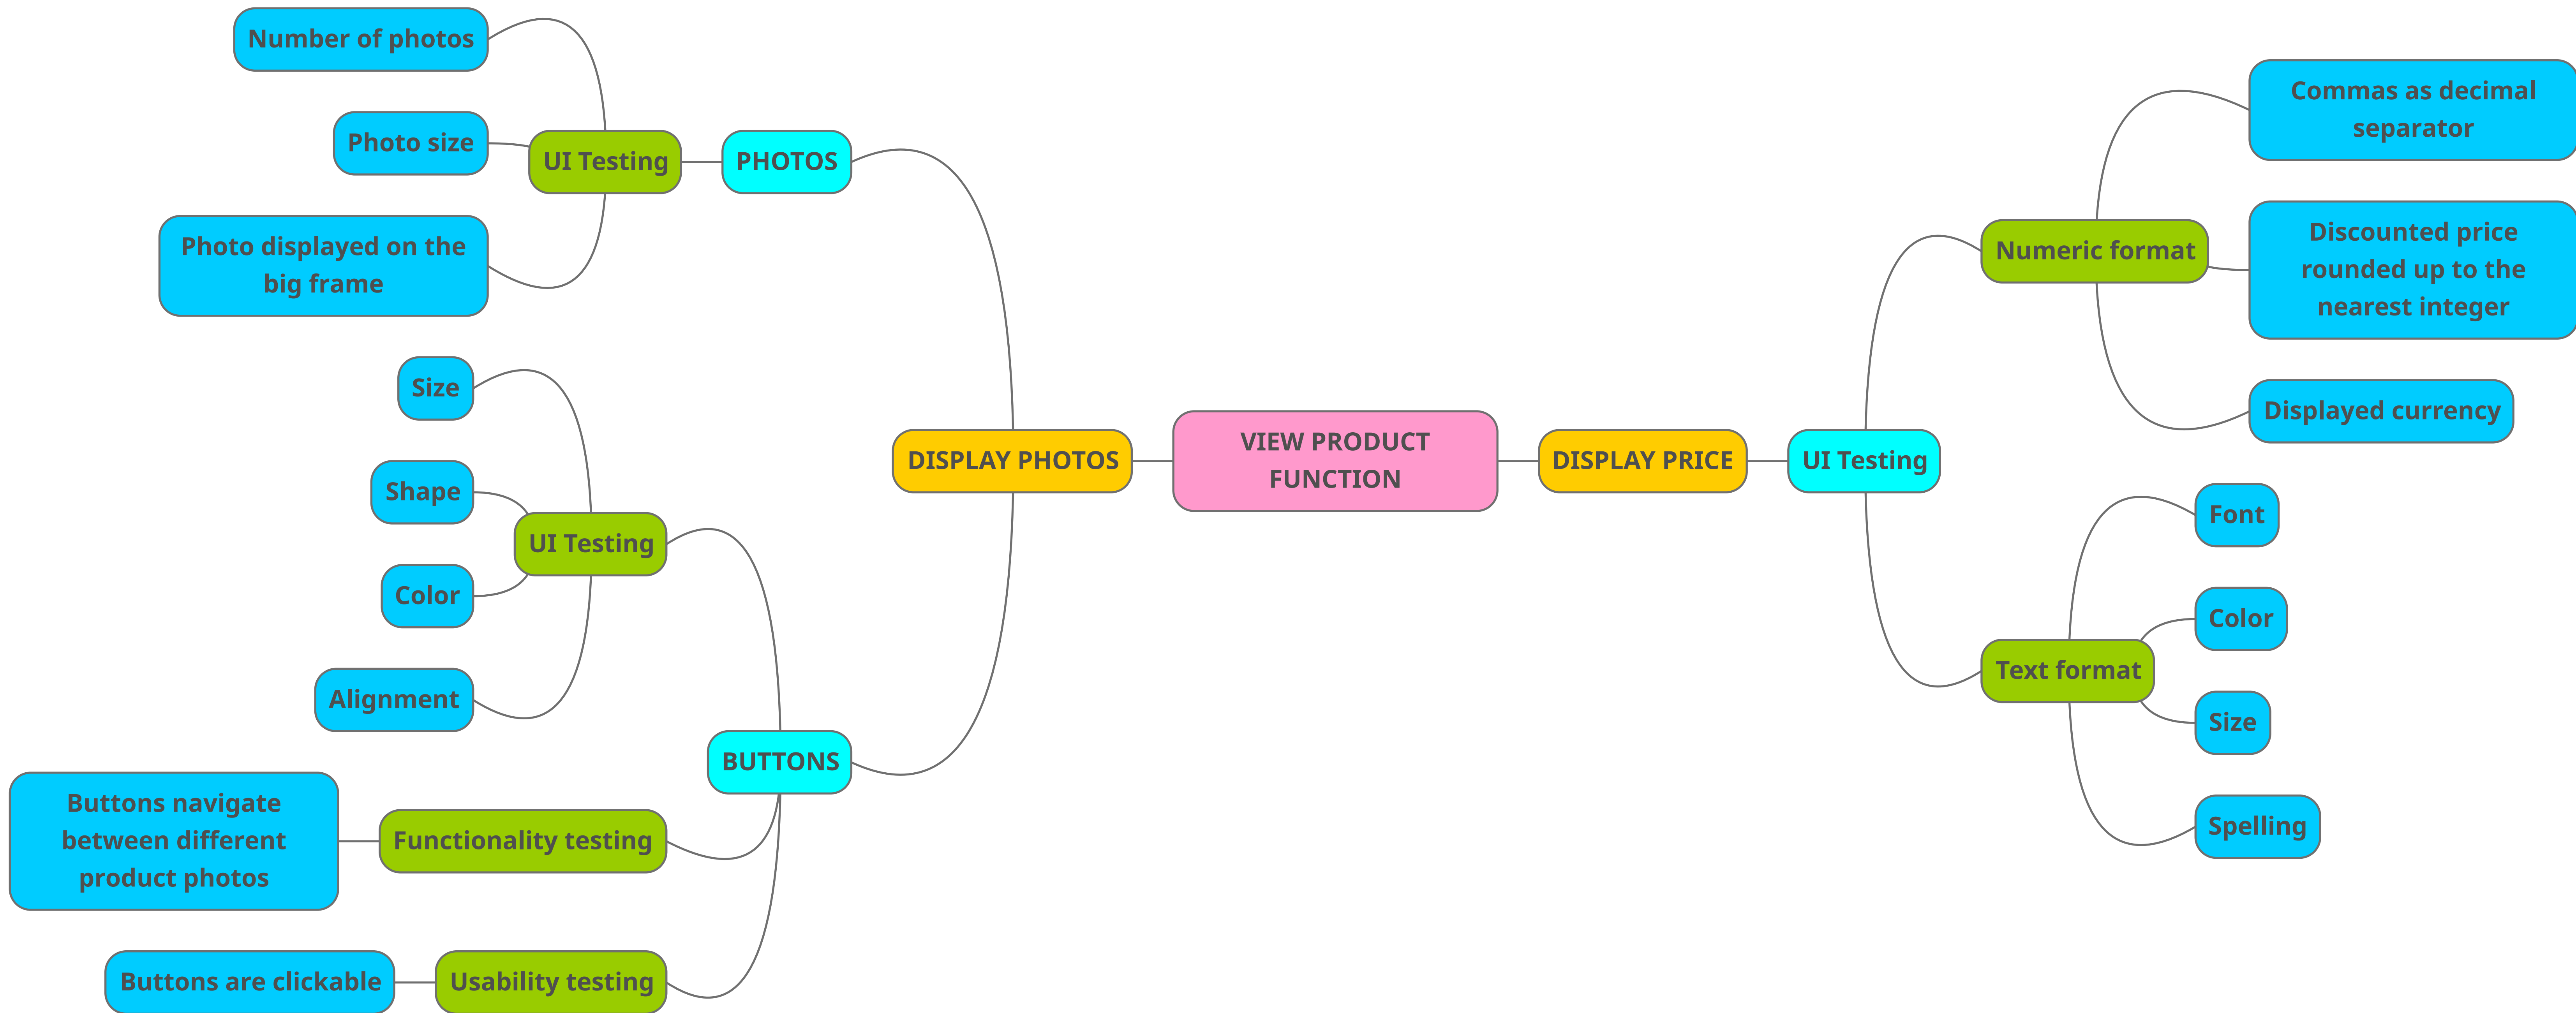 VIEW PRODUCT
FUNCTION
DISPLAY PHOTOS
PHOTOS
UI Testing
Number of photos
Photo size
Photo displayed on the
big frame
BUTTONS
UI Testing
Size
Shape
Color
Alignment
Functionality testing
Buttons navigate
between different
product photos
Usability testing
Buttons are clickable
DISPLAY PRICE
UI Testing
Numeric format
Commas as decimal
separator
Discounted price
rounded up to the
nearest integer
Displayed currency
Text format
Font
Color
Size
Spelling